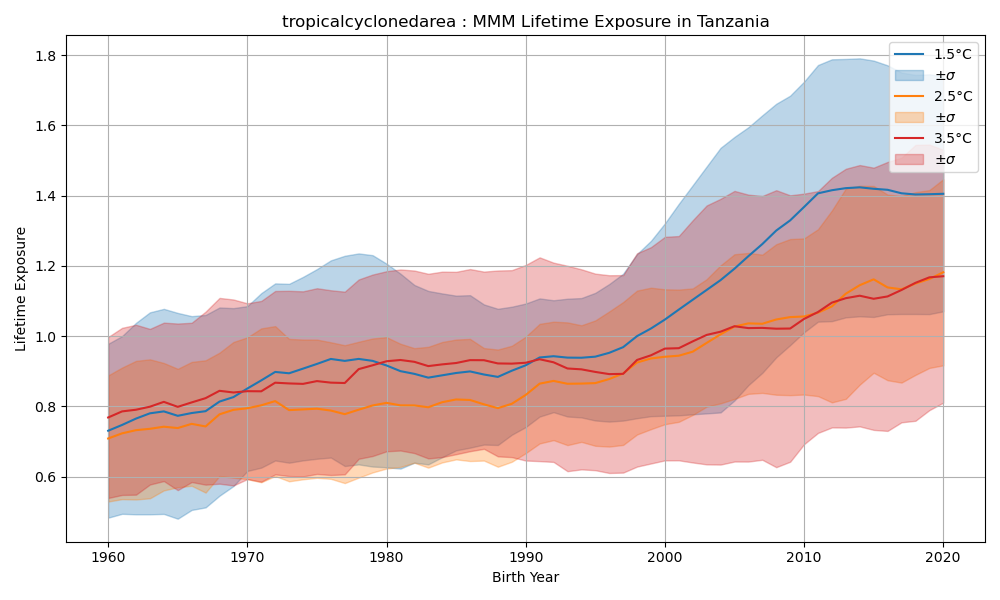 tropicalcyclonedarea : MMM Lifetime Exposure in Tanzania
1.5°C
±σ
2.5°C
±σ
3.5°C
±σ
Lifetime Exposure
1.8
1.6
1.4
1.2
1.0
0.8
0.6
1960 1970 1980 1990 2000 2010 2020
Birth Year